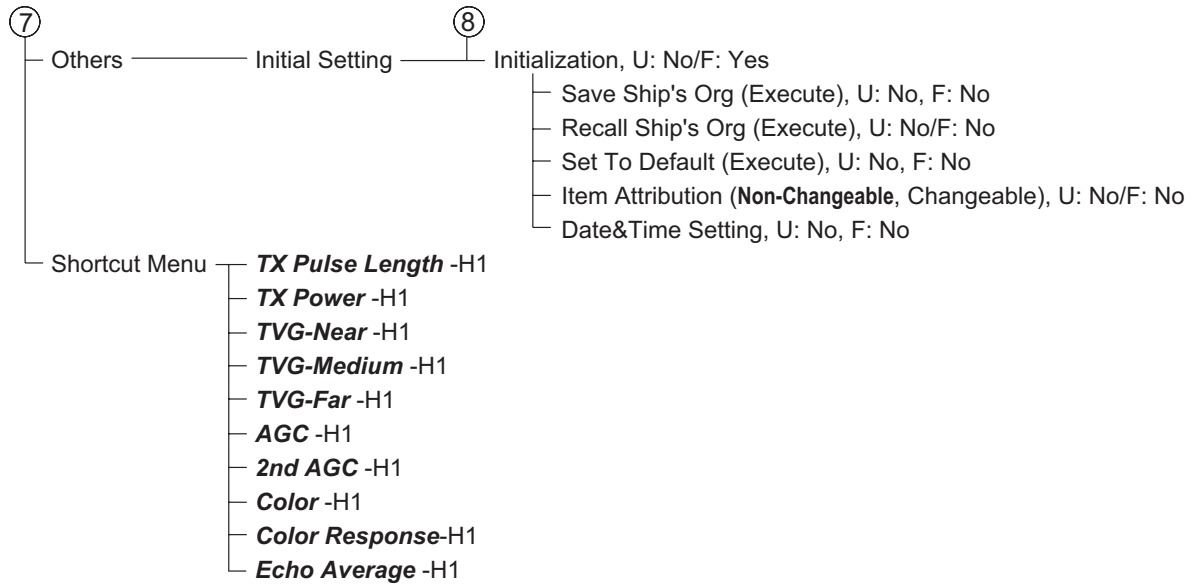 7
8
Others Initial Setting Initialization, U: No/F: Yes
Save Ship's Org (Execute), U: No, F: No
Recall Ship's Org (Execute), U: No/F: No
Set To Default (Execute), U: No, F: No
Item Attribution (Non-Changeable, Changeable), U: No/F: No
Date&Time Setting, U: No, F: No
Shortcut Menu TX Pulse Length -H1
TX Power -H1
TVG-Near -H1
TVG-Medium -H1
TVG-Far -H1
AGC -H1
2nd AGC -H1
Color -H1
Color Response-H1
Echo Average -H1